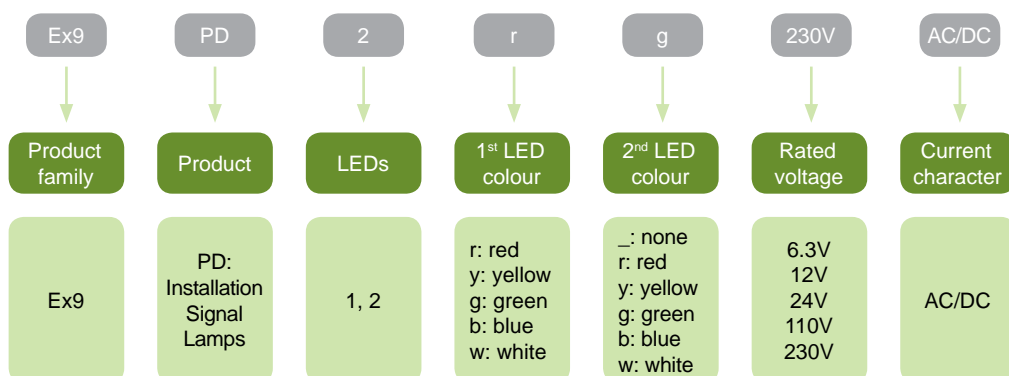 Ex9 PD 2 r g 230V AC/DC
Product family
Product
LEDs
1st LED colour
2nd LED colour
Rated voltage
Current character
Ex9
PD:
Installation
Signal
Lamps
1, 2
r: red
y: yellow
g: green
b: blue
w: white
_: none
r: red
y: yellow
g: green
b: blue
w: white
6.3V
12V
24V
110V
230V
AC/DC